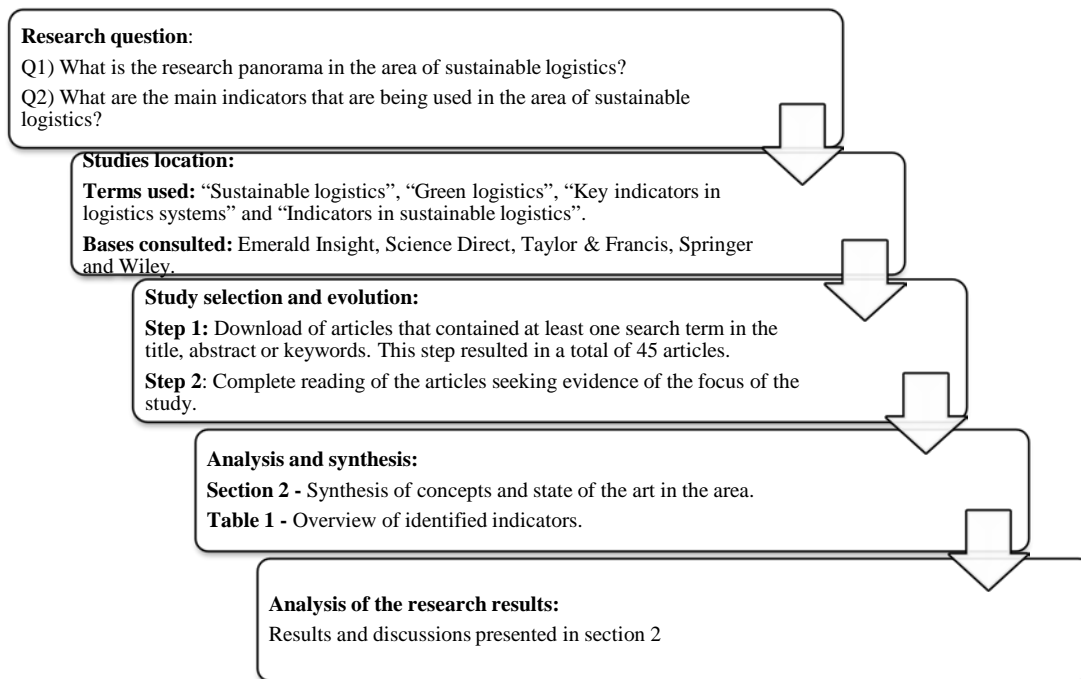 Research question:
Q1) What is the research panorama in the area of sustainable logistics?
Q2) What are the main indicators that are being used in the area of sustainable
logistics?
Studies location:
Terms used: “Sustainable logistics”, “Green logistics”, “Key indicators in
logistics systems” and “Indicators in sustainable logistics”.
Bases consulted: Emerald Insight, Science Direct, Taylor & Francis, Springer
and Wiley.
Study selection and evolution:
Step 1: Download of articles that contained at least one search term in the
title, abstract or keywords. This step resulted in a total of 45 articles.
Step 2: Complete reading of the articles seeking evidence of the focus of the
study.
Analysis and synthesis:
Section 2 - Synthesis of concepts and state of the art in the area.
Table 1 - Overview of identified indicators.
Analysis of the research results:
Results and discussions presented in section 2